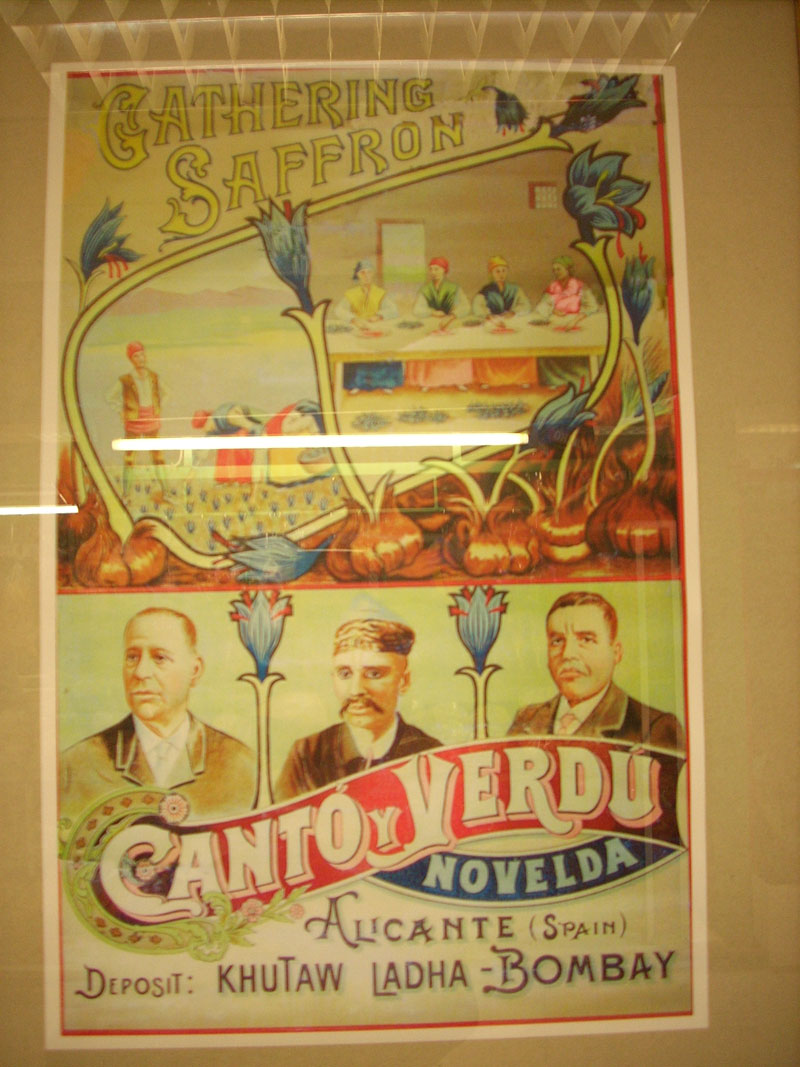 GATHERING
SAFFRON
CANTÓ Y VERDÚ
NOVELDA
ALICANTE (SPAIN)
DEPOSIT: KHUTAW LADHA - BOMBAY